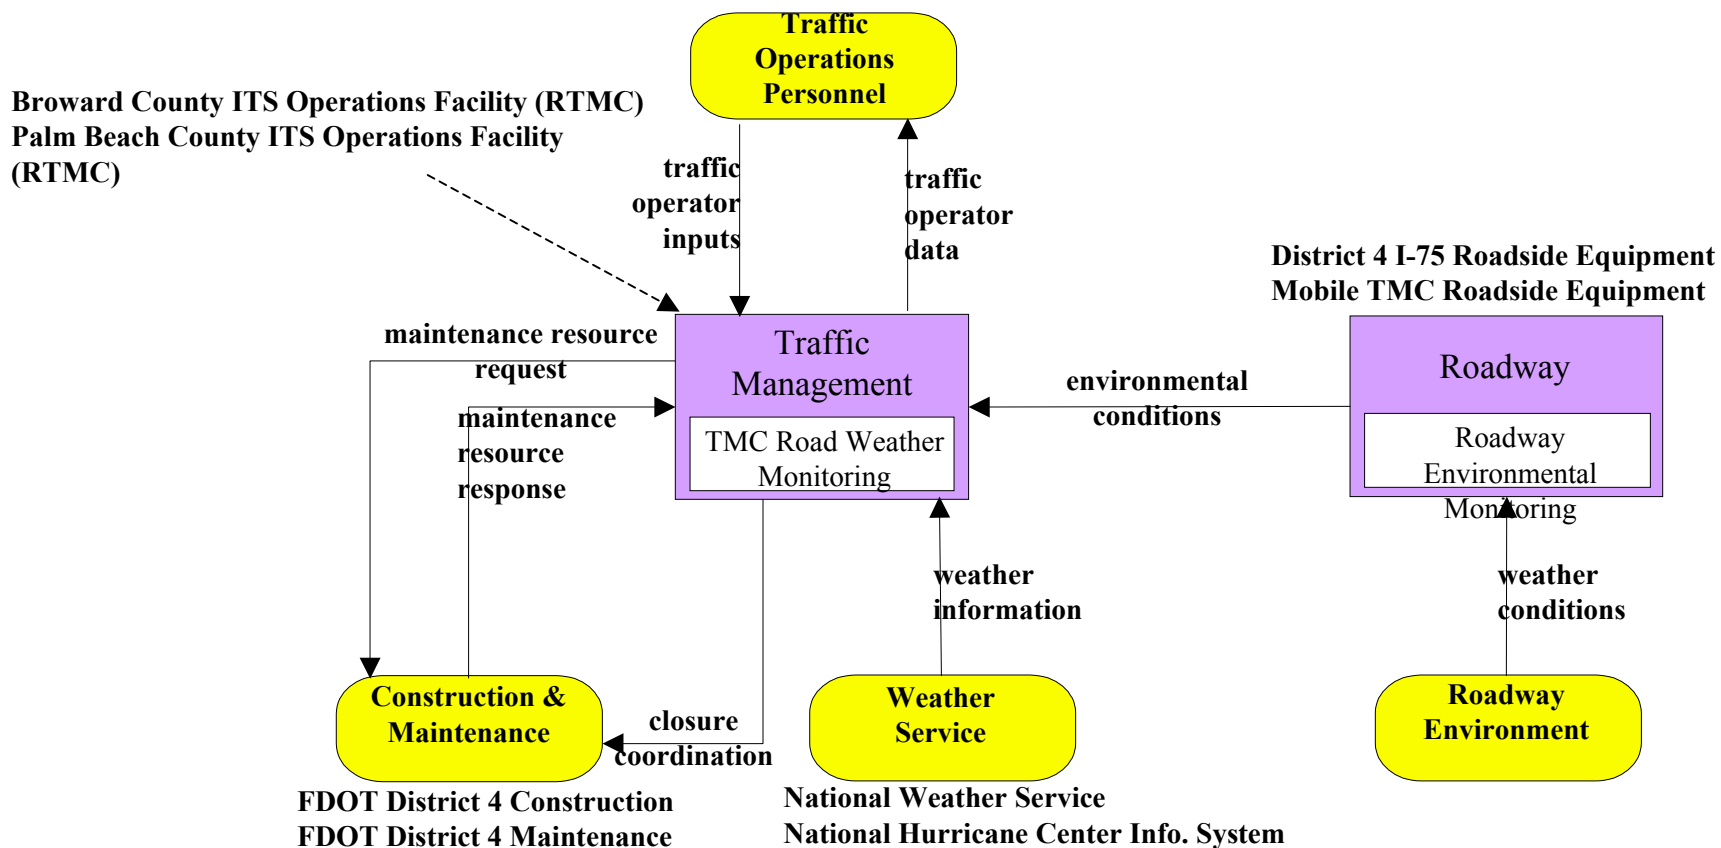 Traffic
Operations
Personnel
Broward County ITS Operations Facility (RTMC)
Palm Beach County ITS Operations Facility
(RTMC)
traffic
operator
inputs
traffic
operator
data
District 4 I-75 Roadside Equipment
Mobile TMC Roadside Equipment
maintenance resource
request
maintenance
resource
response
Traffic
Management
TMC Road Weather
Monitoring
environmental
conditions
Roadway
Roadway
Environmental
Monitoring
weather
information
weather
conditions
Construction &
Maintenance
closure
coordination
Weather
Service
Roadway
Environment
FDOT District 4 Construction
FDOT District 4 Maintenance
National Weather Service
National Hurricane Center Info. System